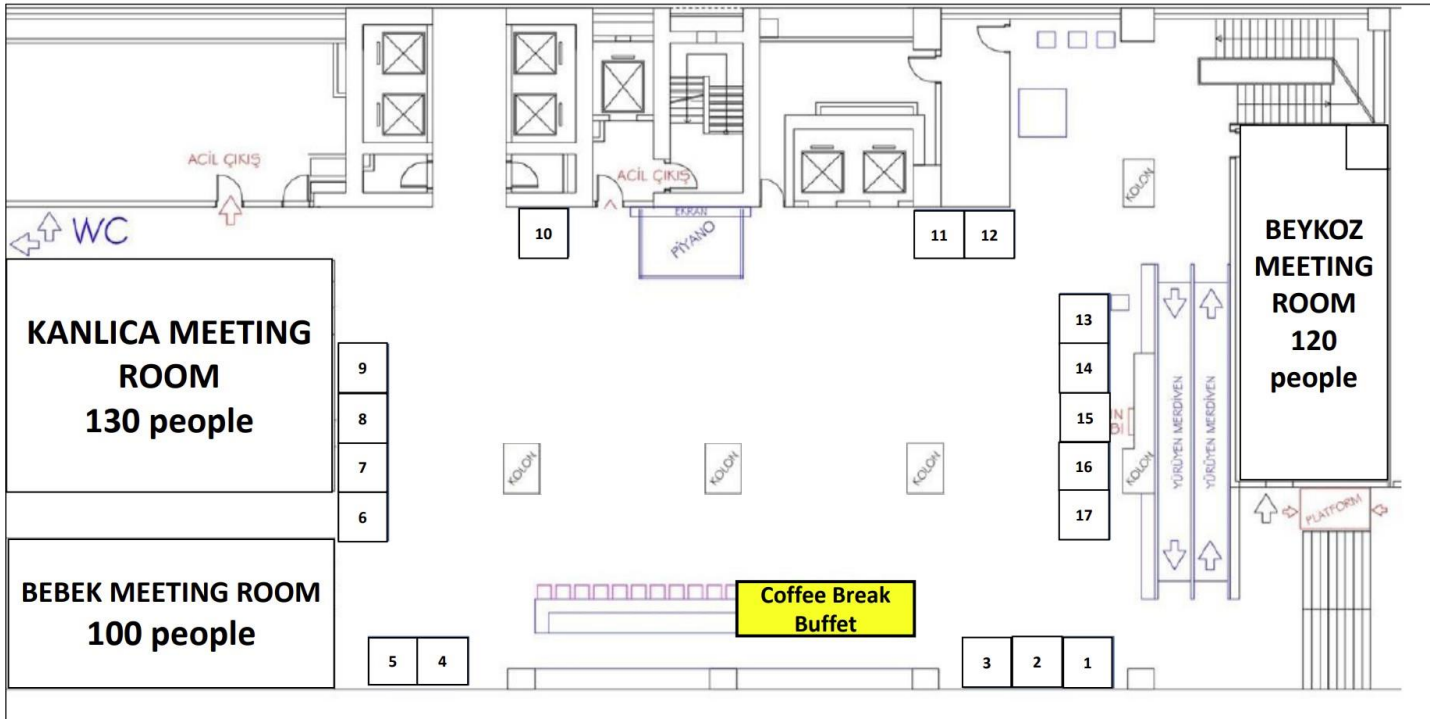 ACİL ÇIKIŞ
ACİL ÇIKIŞ
KOLON
WC
10
EKRAN
PİYANO
11
12
BEYKOZ
MEETING
ROOM
120
people
KANLICA MEETING
ROOM
130 people
13
14
15
16
17
9
8
7
6
YÜRÜYEN MERDİVEN
YÜRÜYEN MERDİVEN
KOLON
KOLON
KOLON
KOLON
PLATFORM
BEBEK MEETING ROOM
100 people
Coffee Break
Buffet
5
4
3
2
1